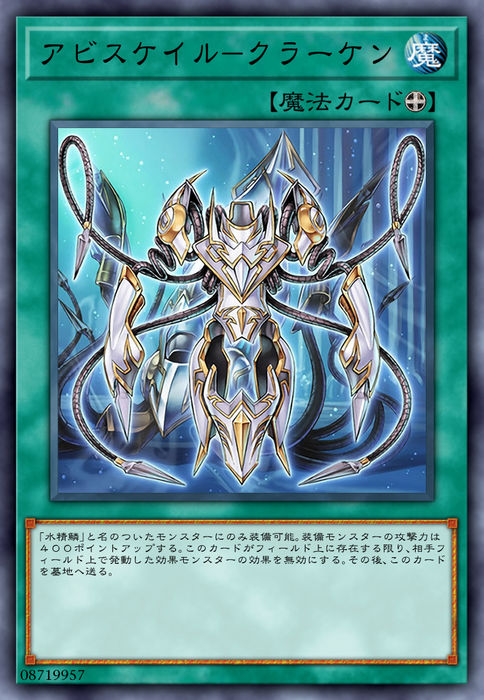 アビスケイルークラーケン 魔
【魔法カード】
「水精鱗」と名のついたモンスターにのみ装備可能。装備モンスターの攻撃力は
４００ポイントアップする。このカードがフィールド上に存在する限り、相手フ
ィールド上で発動した効果モンスターの効果を無効にする。その後、このカード
を墓地へ送る。
08719957